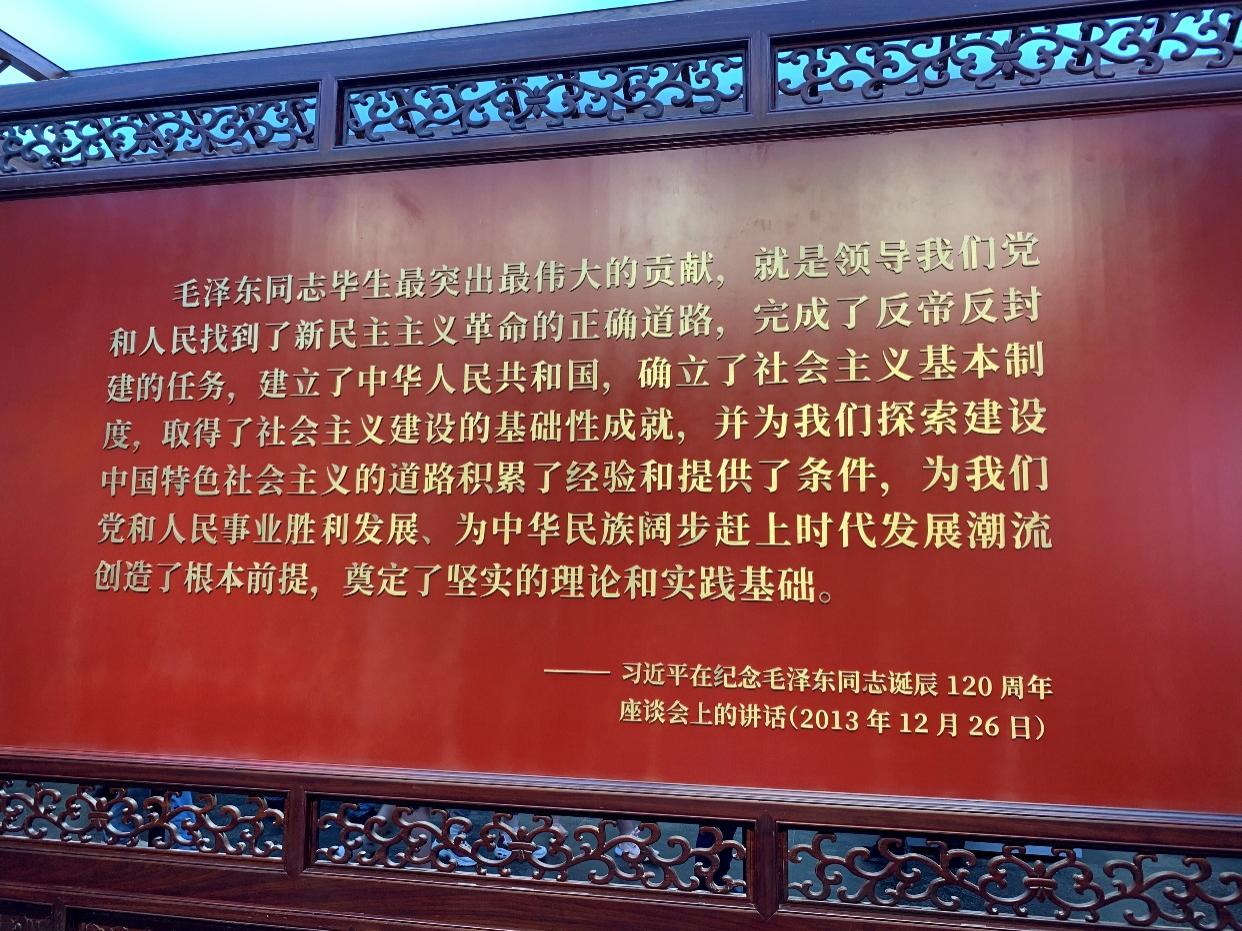 毛泽东同志毕生最突出最伟大的贡献，就是领导我们党
和人民找到了新民主主义革命的正确道路，完成了反帝反封
建的任务，建立了中华人民共和国，确立了社会主义基本制
度，取得了社会主义建设的基础性成就，并为我们探索建设
中国特色社会主义的道路积累了经验和提供了条件，为我们
党和人民事业胜利发展、为中华民族阔步赶上时代发展潮流
创造了根本前提，奠定了坚实的理论和实践基础。
——习近平在纪念毛泽东同志诞辰 120 周年
座谈会上的讲话(2013 年 12 月 26 日)